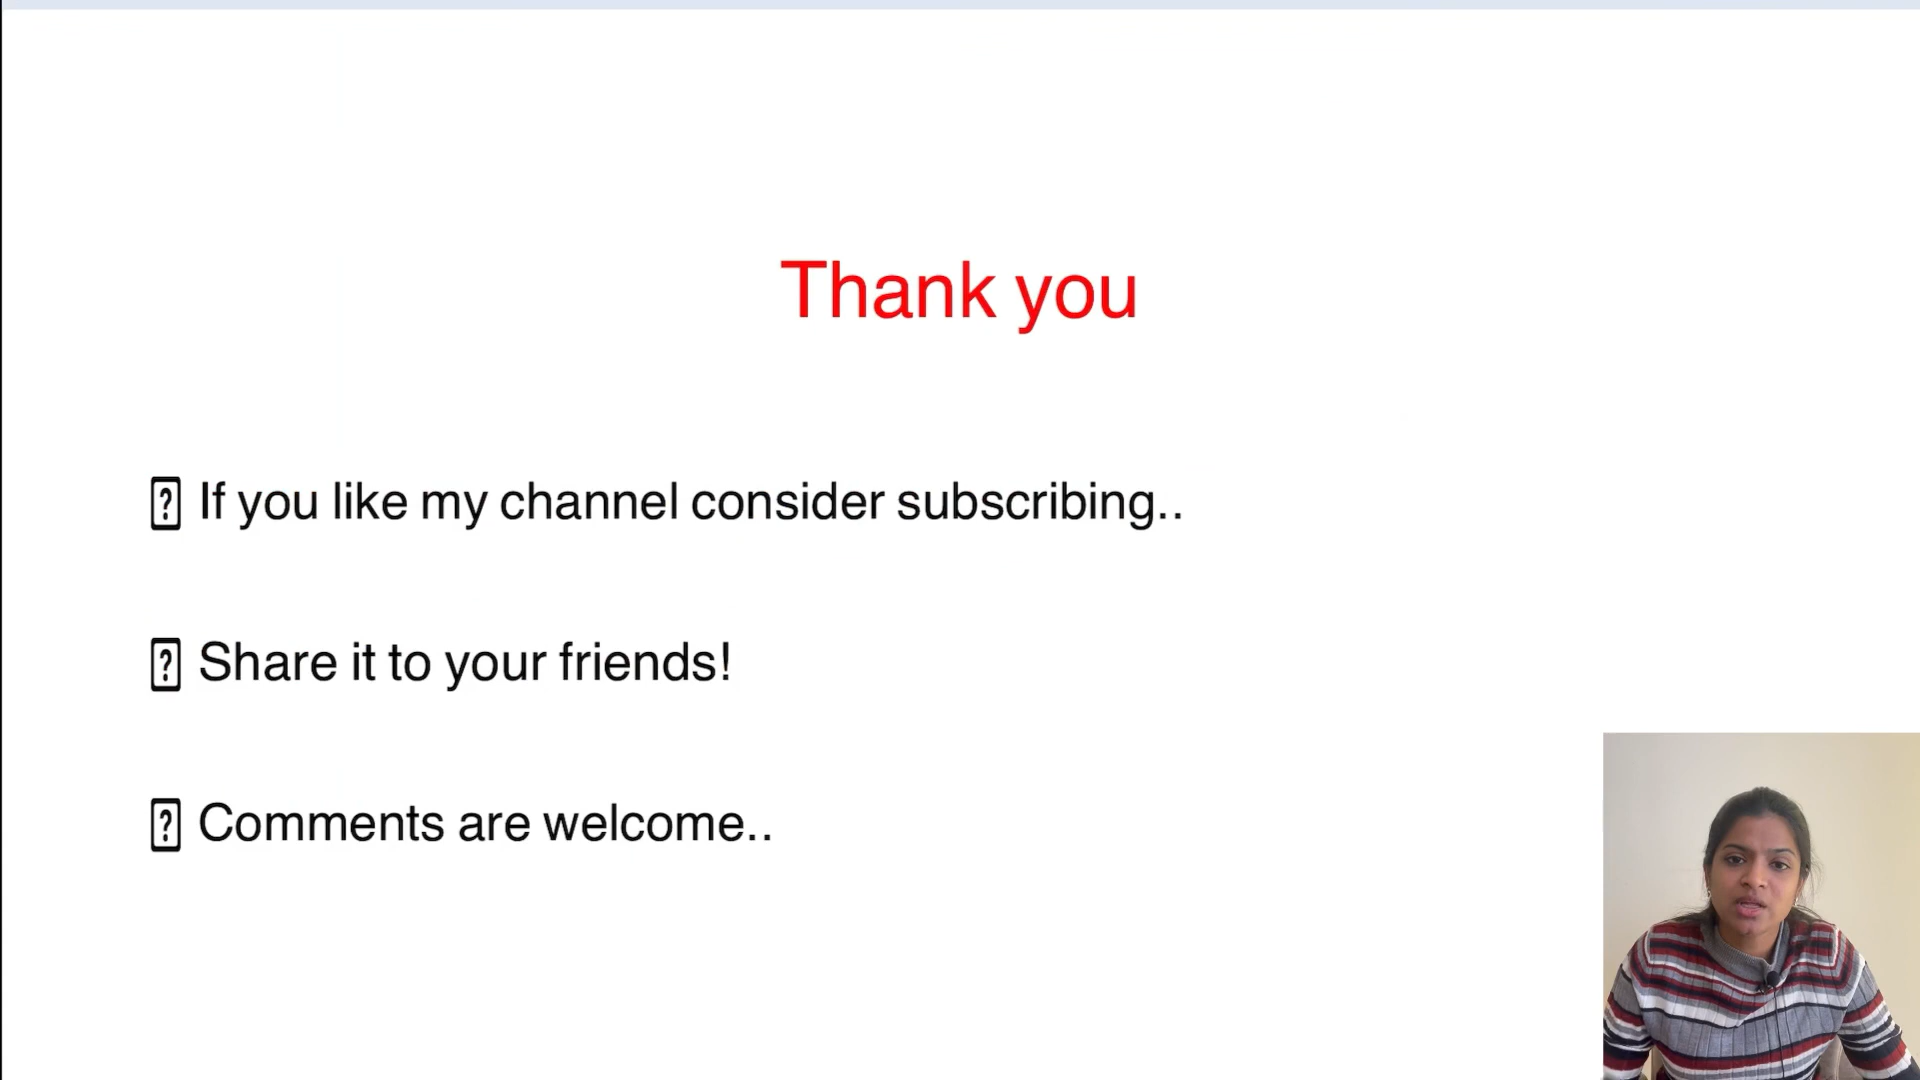 Thank you
If you like my channel consider subscribing..
Share it to your friends!
Comments are welcome..